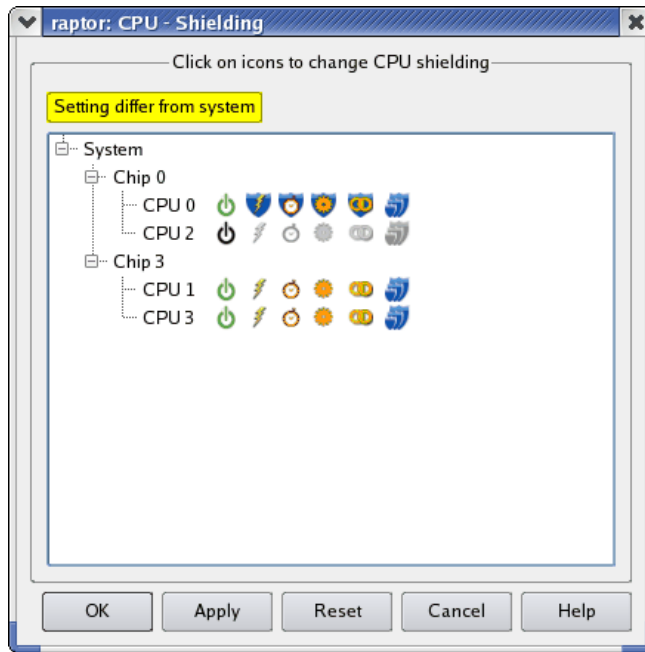 raptor: CPU - Shielding
Click on icons to change CPU shielding
Setting differ from system
System
Chip 0
CPU 0
CPU 2
Chip 3
CPU 1
CPU 3
OK Apply Reset Cancel Help